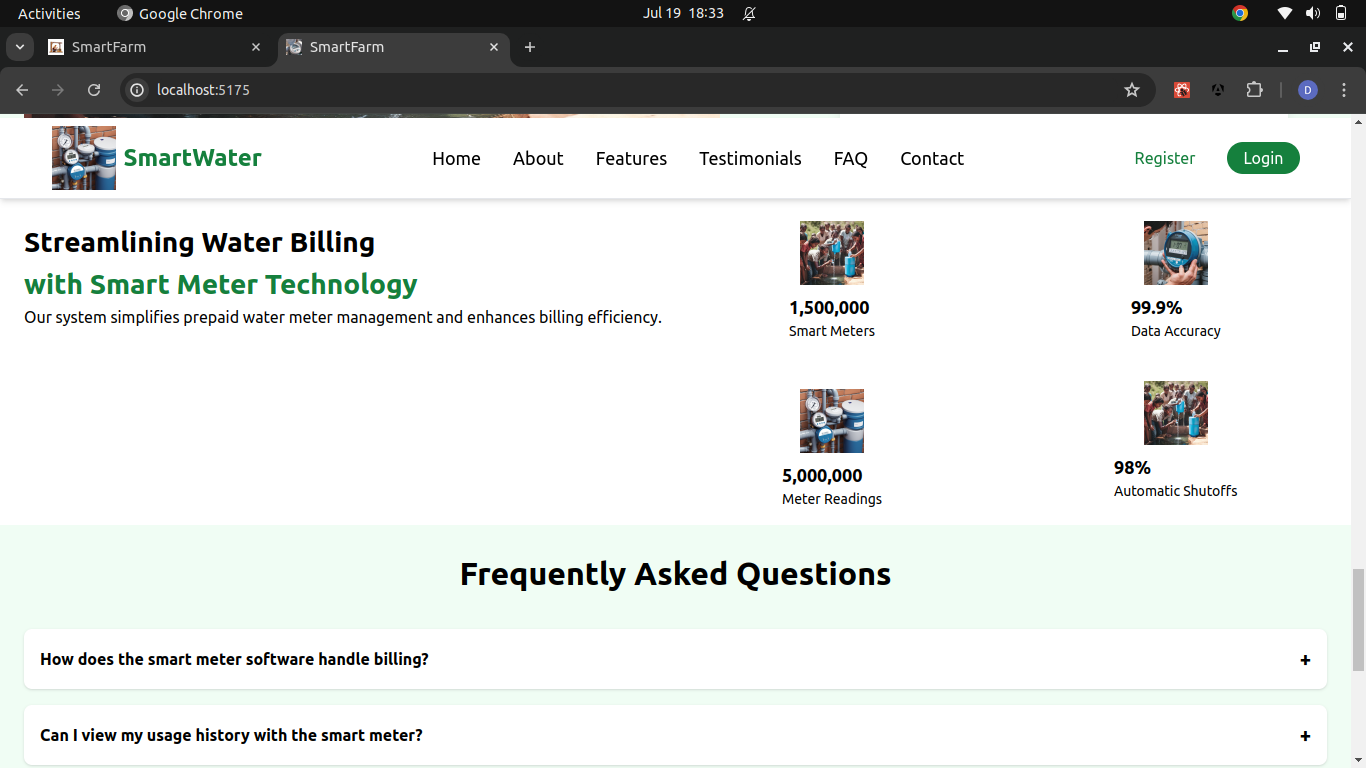 Activities
Google Chrome
Jul 19 18:33
SmartFarm
SmartFarm
localhost:5175
D
SmartWater
Home
About
Features
Testimonials
FAQ
Contact
Register
Login
Streamlining Water Billing
with Smart Meter Technology
Our system simplifies prepaid water meter management and enhances billing efficiency.
1,500,000
Smart Meters
99.9%
Data Accuracy
5,000,000
Meter Readings
98%
Automatic Shutoffs
Frequently Asked Questions
How does the smart meter software handle billing?
+
Can I view my usage history with the smart meter?
+